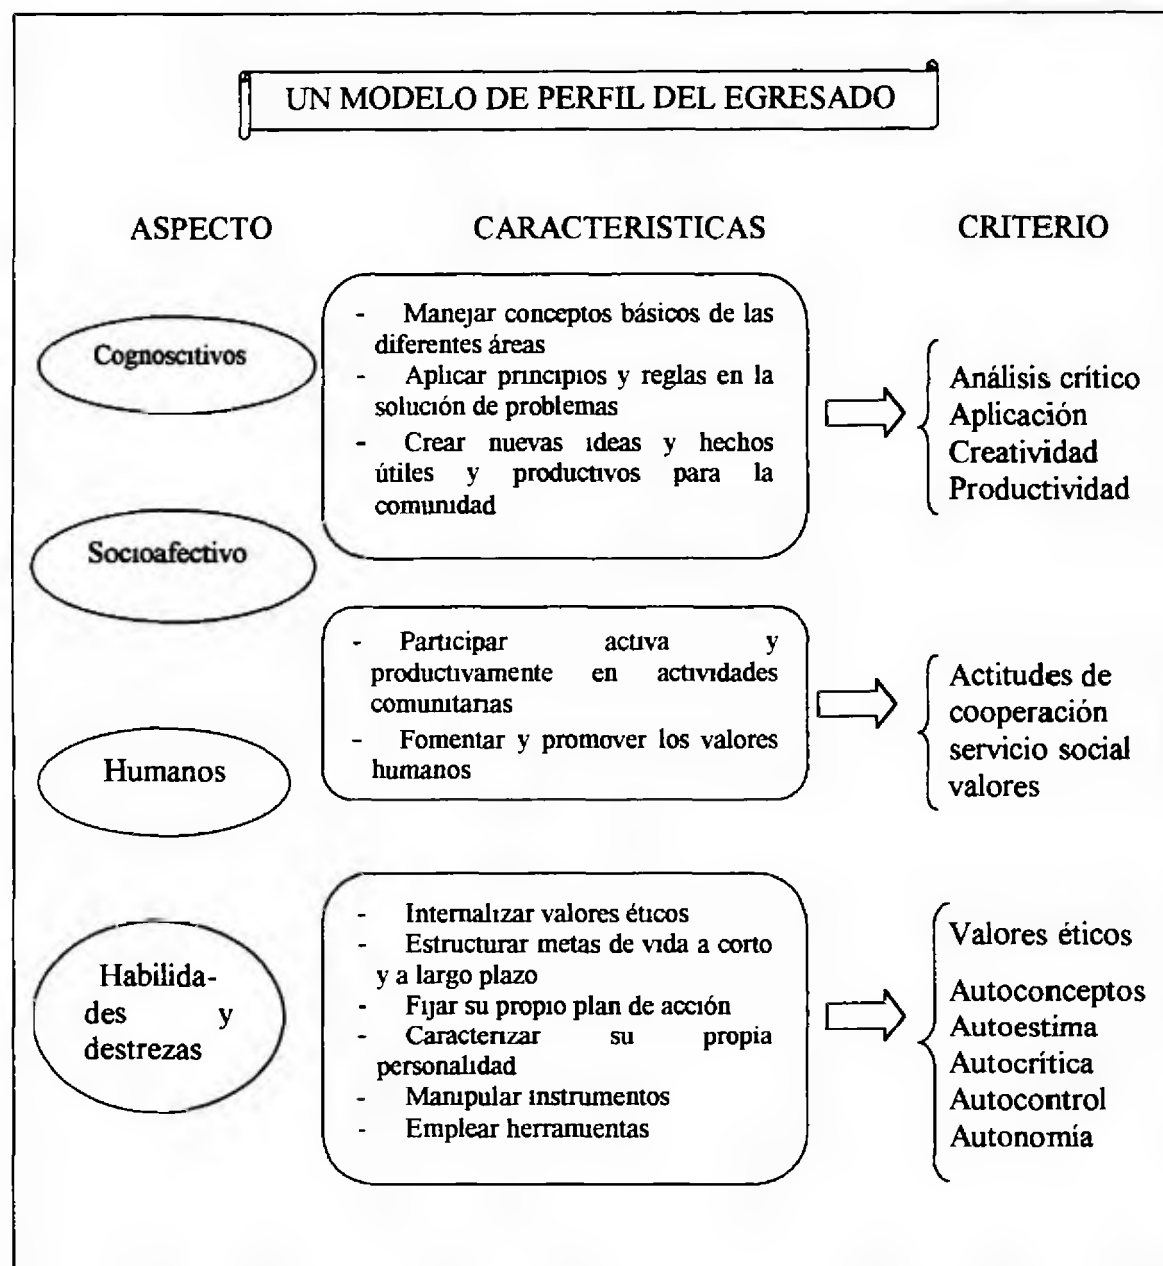 UN MODELO DE PERFIL DEL EGRESADO
ASPECTO
CARACTERISTICAS
CRITERIO
Cognoscitivos
- Manejar conceptos básicos de las
diferentes áreas
- Aplicar principios y reglas en la
solución de problemas
- Crear nuevas ideas y hechos
útiles y productivos para la
comunidad
Análisis crítico
Aplicación
Creatividad
Productividad
Socioafectivo
- Participar activa y
productivamente en actividades
comunitarias
- Fomentar y promover los valores
humanos
Actitudes de
cooperación
servicio social
valores
Humanos
Habilida-
des y
destrezas
- Internalizar valores éticos
- Estructurar metas de vida a corto
y a largo plazo
- Fijar su propio plan de acción
- Caracterizar su propia
personalidad
- Manipular instrumentos
- Emplear herramientas
Valores éticos
Autoconceptos
Autoestima
Autocrítica
Autocontrol
Autonomía